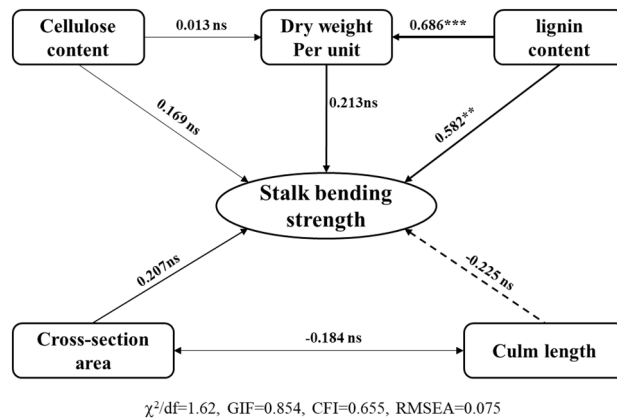 Cellulose
content
0.013 ns
Dry weight
Per unit
0.686***
lignin
content
0.169 ns
0.213ns
0.582**
Stalk bending
strength
0.207ns
-0.225 ns
Cross-section
area
-0.184 ns
Culm length
χ²/df=1.62, GIF=0.854, CFI=0.655, RMSEA=0.075